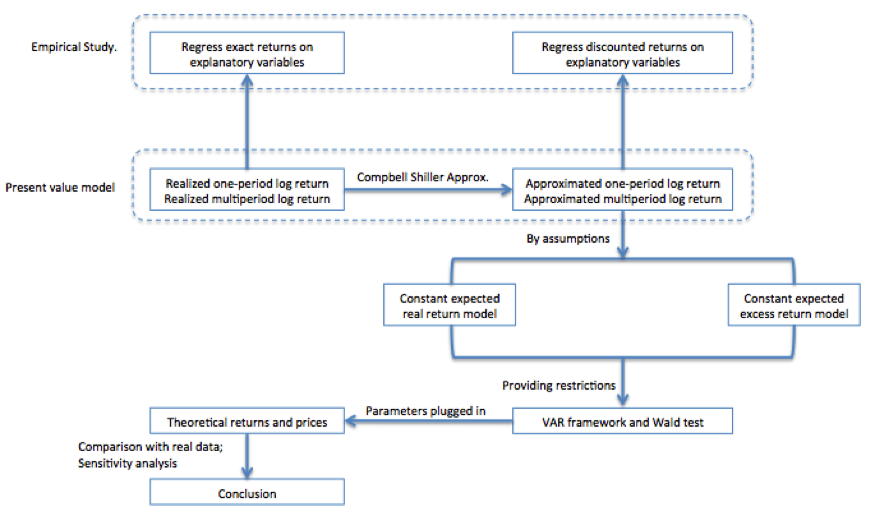 Empirical Study.
Regress exact returns on
explanatory variables
Regress discounted returns on
explanatory variables
Present value model
Realized one-period log return
Realized multiperiod log return
Compbell Shiller Approx.
Approximated one-period log return
Approximated multiperiod log return
By assumptions
Constant expected
real return model
Constant expected
excess return model
Providing restrictions
Theoretical returns and prices
Parameters plugged in
VAR framework and Wald test
Comparison with real data;
Sensitivity analysis
Conclusion